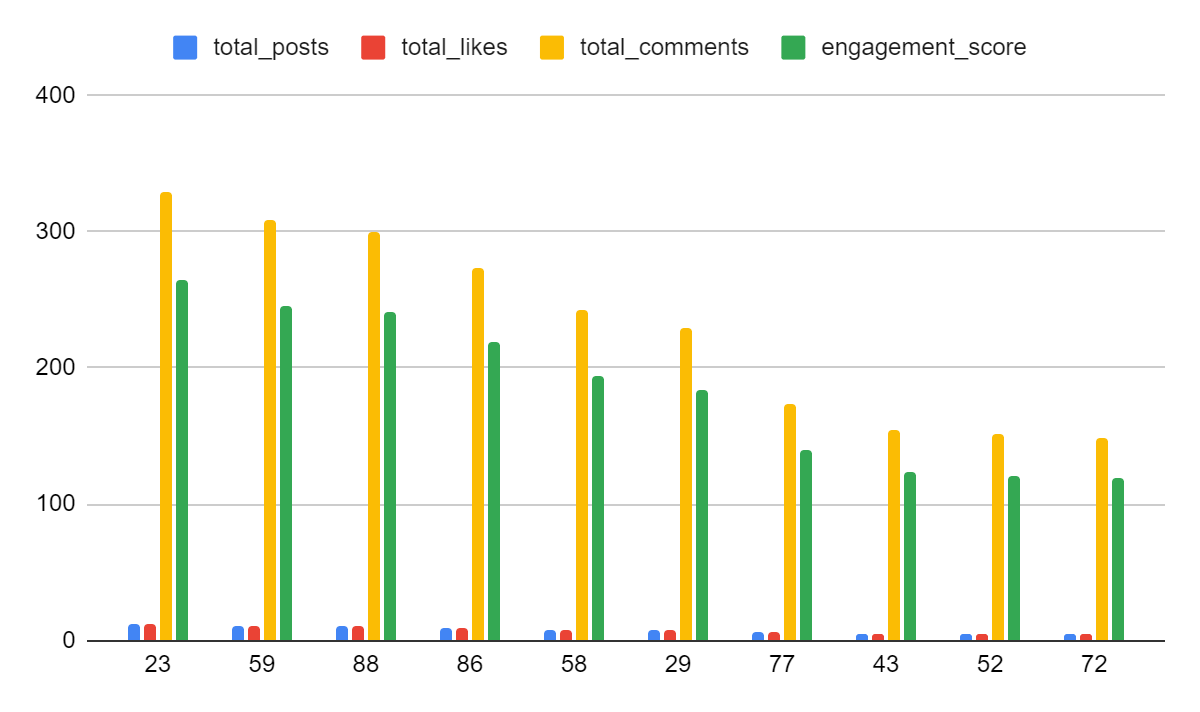 total_posts total_likes total_comments engagement_score
400
300
200
100
0
23 59 88 86 58 29 77 43 52 72